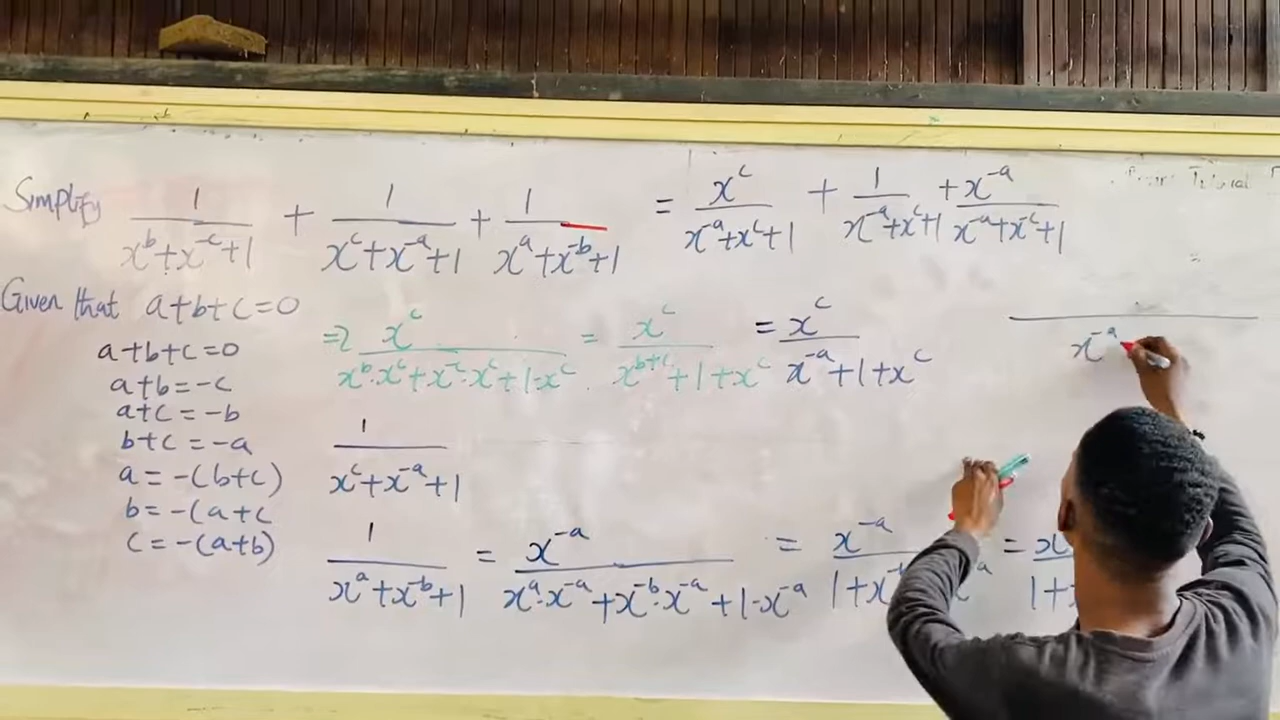 Simplify 1/(x^b+x^-c+1) + 1/(x^c+x^-a+1) + 1/(x^a+x^-b+1) = x^c/(x^-a+x^c+1) + 1/(x^-a+x^c+1) + x^-a/(x^-a+x^c+1)
Given that a+b+c=0
a+b+c=0
a+b=-c
a+c=-b
b+c=-a
a=-(b+c)
b=-(a+c
c=-(a+b)
=> x^c/(x^b·x^c+x^-c·x^c+1·x^c) = x^c/(x^b+c+1+x^c) = x^c/(x^-a+1+x^c)
1/(x^c+x^-a+1)
1/(x^a+x^-b+1) = x^-a/(x^a·x^-a+x^-b·x^-a+1·x^-a) = x^-a/(1+x = x/(1+
x^-a
Tutorial